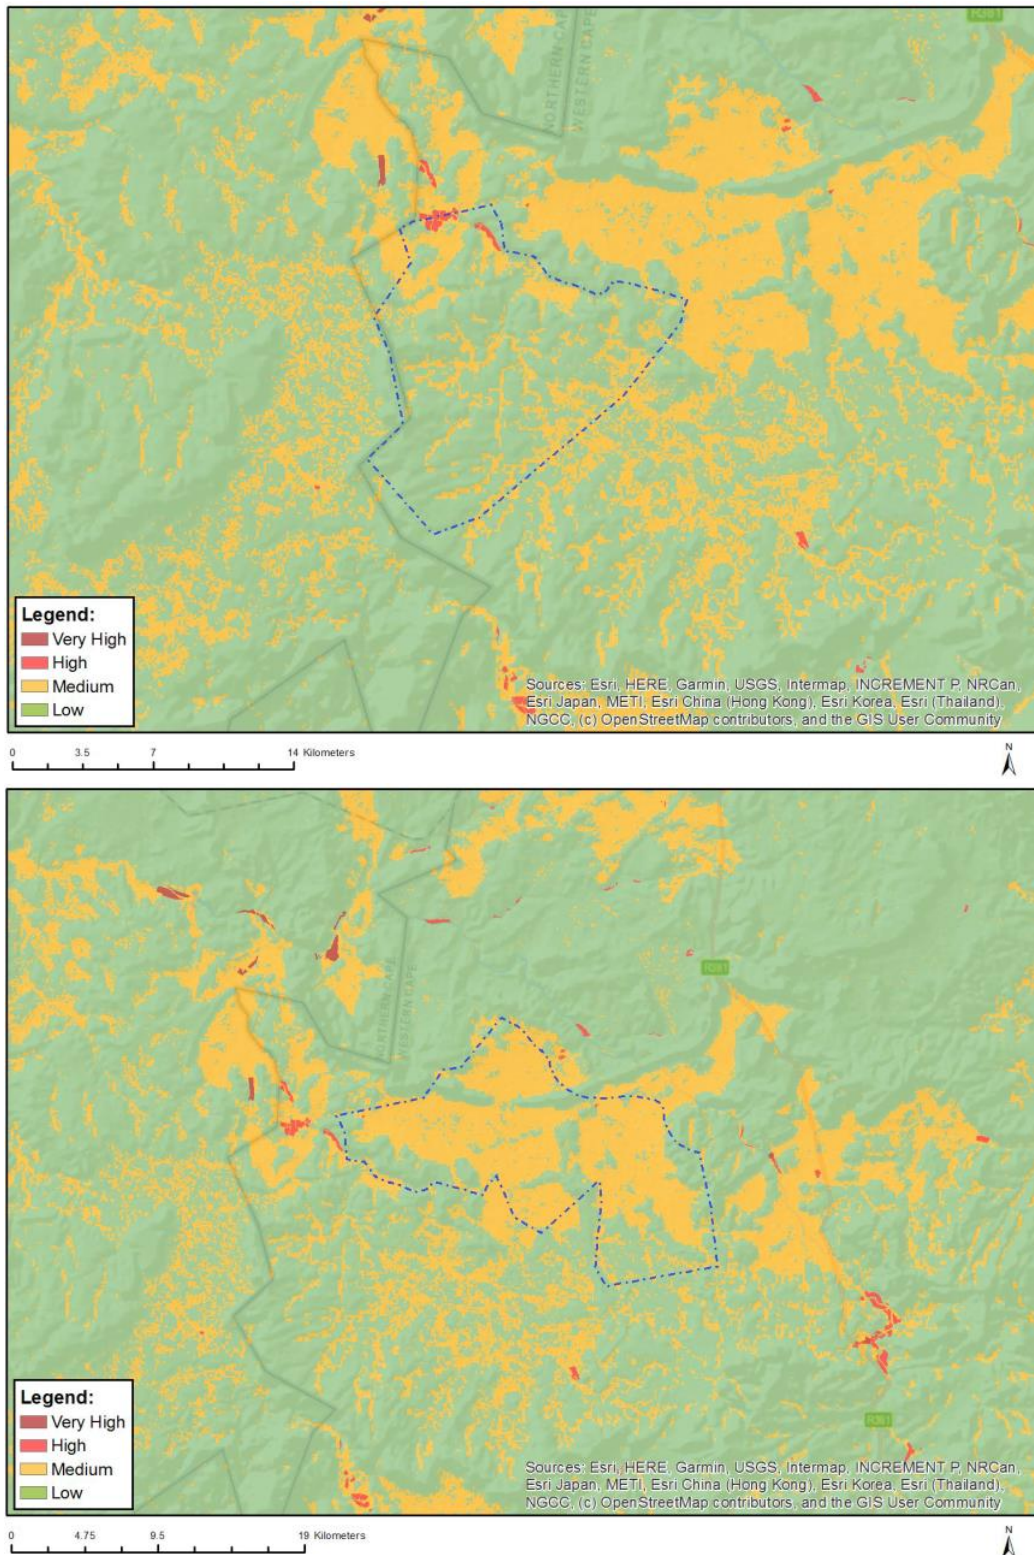 NORTHERN CAPE
WESTERN CAPE
Legend:
Very High
High
Medium
Low
Sources: Esri, HERE, Garmin, USGS, Intermap, INCREMENT P, NRCan,
Esri Japan, METI, Esri China (Hong Kong), Esri Korea, Esri (Thailand),
NGCC, (c) OpenStreetMap contributors, and the GIS User Community
0 3.5 7 14 Kilometers
N
NORTHERN CAPE
WESTERN CAPE
Legend:
Very High
High
Medium
Low
Sources: Esri, HERE, Garmin, USGS, Intermap, INCREMENT P, NRCan,
Esri Japan, METI, Esri China (Hong Kong), Esri Korea, Esri (Thailand),
NGCC, (c) OpenStreetMap contributors, and the GIS User Community
0 4.75 9.5 19 Kilometers
N